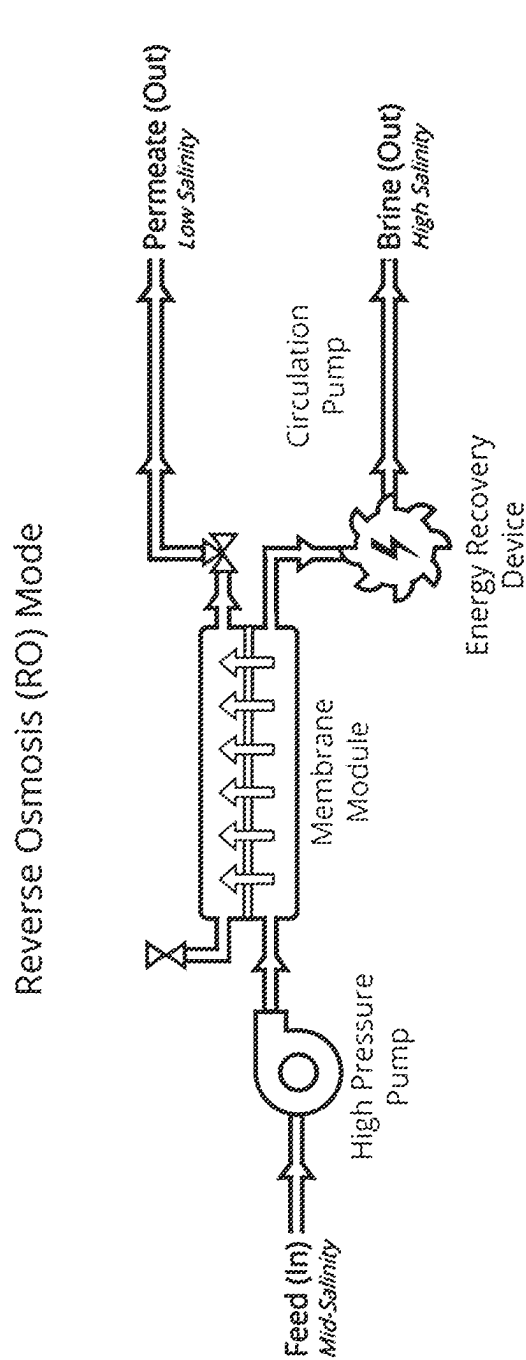 Reverse Osmosis (RO) Mode
Permeate (Out)
Low Salinity
Circulation
Pump
Brine (Out)
High Salinity
Energy Recovery
Device
Membrane
Module
High Pressure
Pump
Feed (In)
Mid-Salinity